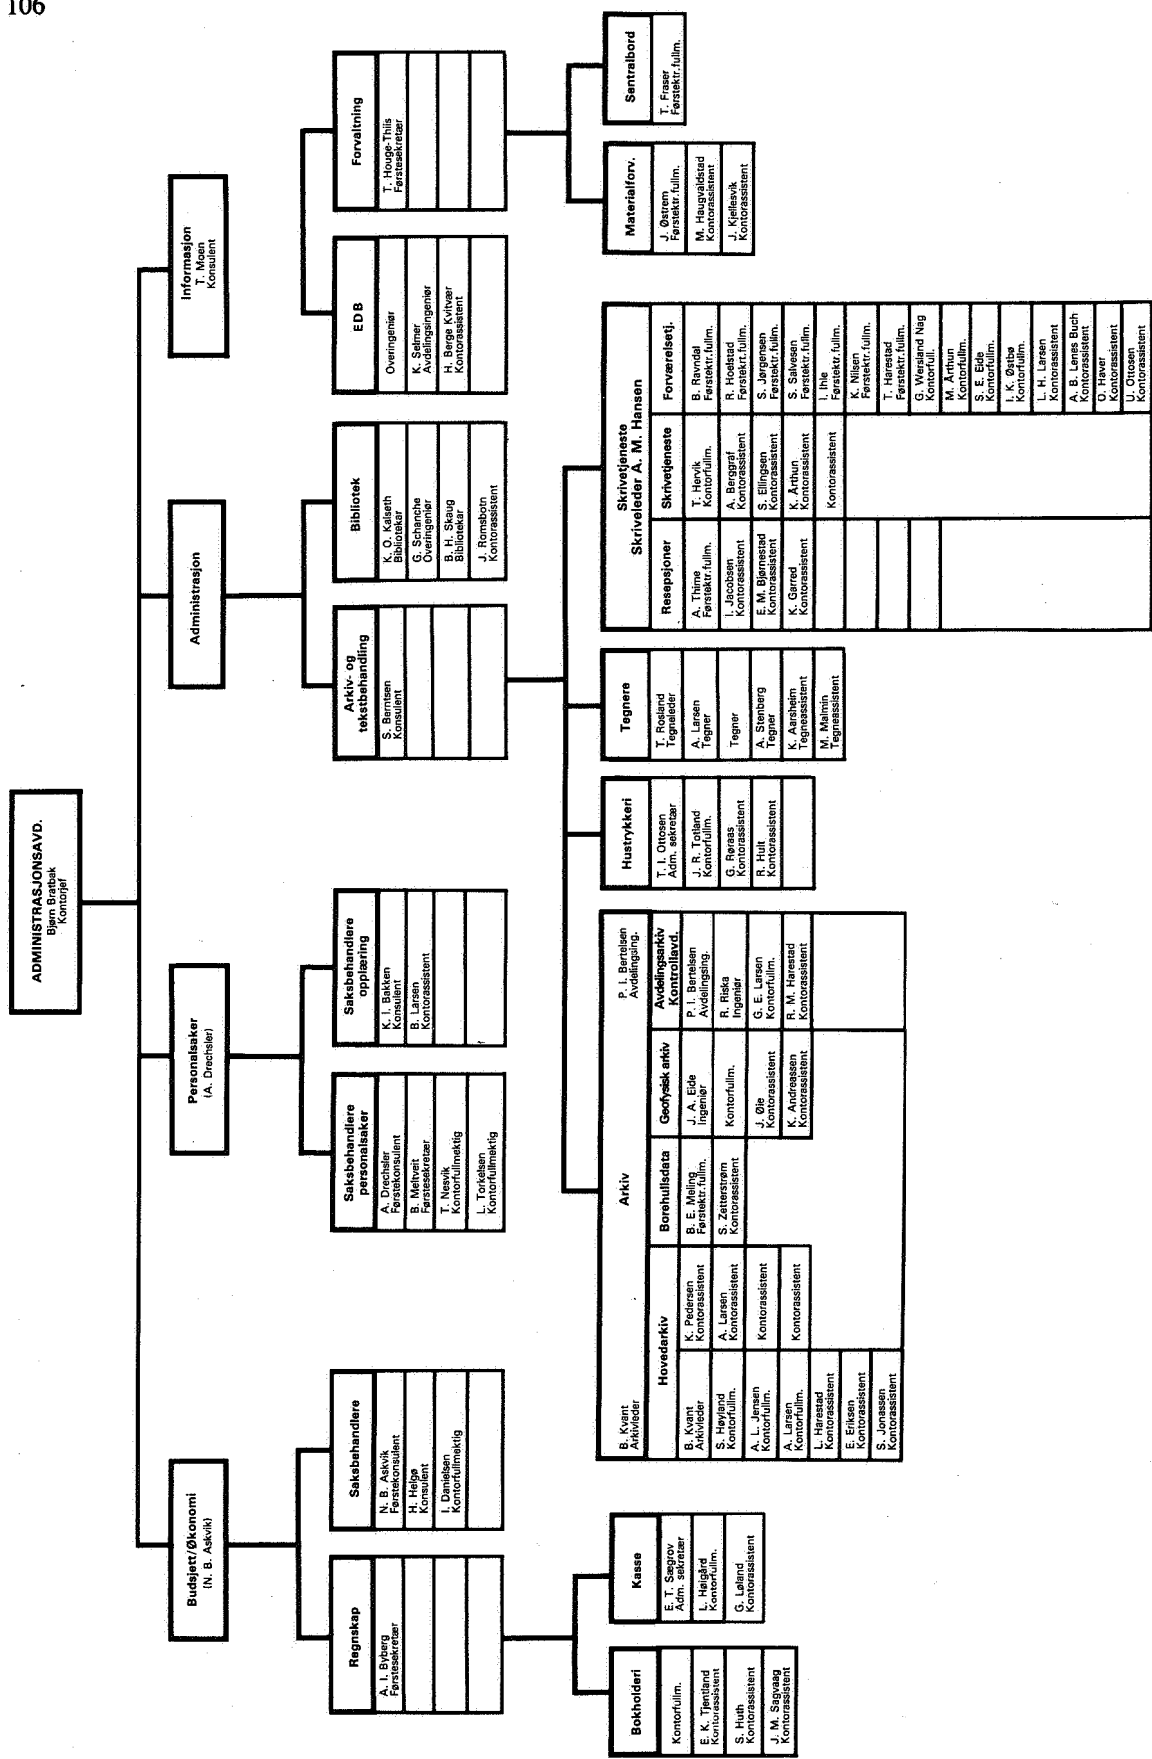 106
ADMINISTRASJONSAVD.
Bjørn Bratbak
Kontorjef
Budsjett/Økonomi
(N. B. Askvik)
Personalsaker
(A. Drechsler)
Administrasjon
Informasjon
T. Moen
Konsulent
Regnskap
A. I. Byberg
Førstesekretær
Saksbehandlere
N. B. Askvik
Førstekonsulent
H. Helgø
Konsulent
I. Danielsen
Kontorfullmektig
Saksbehandlere
personalsaker
A. Drechsler
Førstekonsulent
B. Meltveit
Førstesekretær
T. Nesvik
Kontorfullmektig
L. Torkelsen
Kontorfullmektig
Saksbehandlere
opplæring
K. I. Bakken
Konsulent
B. Larsen
Kontorassistent
Arkiv- og
tekstbehandling
S. Berntsen
Konsulent
Bibliotek
K. O. Kalseth
Bibliotekar
G. Schanche
Overingeniør
B. H. Skaug
Bibliotekar
J. Romsbotn
Kontorassistent
EDB
Overingeniør
K. Selmer
Avdelingsingeniør
H. Berge Kvitvær
Kontorassistent
Forvaltning
T. Houge-Thiis
Førstesekretær
Bokholderi
Kontorfullm.
E. K. Tjentland
Kontorassistent
S. Huth
Kontorassistent
J. M. Sagvaag
Kontorassistent
Kasse
E. T. Sægrov
Adm. sekretær
L. Hølgård
Kontorfullm.
G. Løland
Kontorassistent
B. Kvant
Arkivleder
Arkiv
P. I. Bertelsen
Avdelingsing.
Hovedarkiv
B. Kvant
Arkivleder
S. Høyland
Kontorfullm.
A. L. Jensen
Kontorfullm.
A. Larsen
Kontorfullm.
L. Harestad
Kontorassistent
E. Eriksen
Kontorassistent
S. Jonassen
Kontorassistent
K. Pedersen
Kontorassistent
A. Larsen
Kontorassistent
Kontorassistent
Kontorassistent
Borehullsdata
B. E. Meling
Førstektr.fullm.
S. Zetterstrøm
Kontorassistent
Geofysisk arkiv
J. A. Eide
Ingeniør
Kontorfullm.
J. Øie
Kontorassistent
K. Andreassen
Kontorassistent
Avdelingsarkiv
Kontrollavd.
P. I. Bertelsen
Avdelingsing.
R. Riska
Ingeniør
G. E. Larsen
Kontorfullm.
R. M. Harestad
Kontorassistent
Hustrykkeri
T. I. Ottosen
Adm. sekretær
J. R. Totland
Kontorfullm.
G. Røraas
Kontorassistent
R. Hult
Kontorassistent
Tegnere
T. Rosland
Tegneleder
A. Larsen
Tegner
Tegner
A. Stenberg
Tegner
K. Aarsheim
Tegneassistent
M. Malmin
Tegneassistent
Skrivetjeneste
Skriveleder A. M. Hansen
Resepsjoner
A. Thime
Førstektr.fullm.
I. Jacobsen
Kontorassistent
E. M. Bjørnestad
Kontorassistent
K. Garred
Kontorassistent
Skrivetjeneste
T. Hervik
Kontorfullm.
A. Berggraf
Kontorassistent
S. Ellingsen
Kontorassistent
K. Årthun
Kontorassistent
Kontorassistent
Forværelsetj.
B. Ravndal
Førstektr.fullm.
R. Hoelstad
Førstektrt.fullm.
S. Jørgensen
Førstektr.fullm.
S. Salvesen
Førstektr.fullm.
I. Ihle
Førstektr.fullm.
K. Nilsen
Førstektr.fullm.
T. Harestad
Førstektr.fullm.
G. Wersland Nag
Kontorfull.
M. Årthun
Kontorfullm.
S. E. Eide
Kontorfullm.
I. K. Østbø
Kontorfullm.
L. H. Larsen
Kontorassistent
A. B. Lenes Buch
Kontorassistent
O. Haver
Kontorassistent
U. Ottosen
Kontorassistent
Materialforv.
J. Østrem
Førstektr.fullm.
M. Haugvaldstad
Kontorassistent
J. Kjellesvik
Kontorassistent
Sentralbord
T. Fraser
Førstektr.fullm.